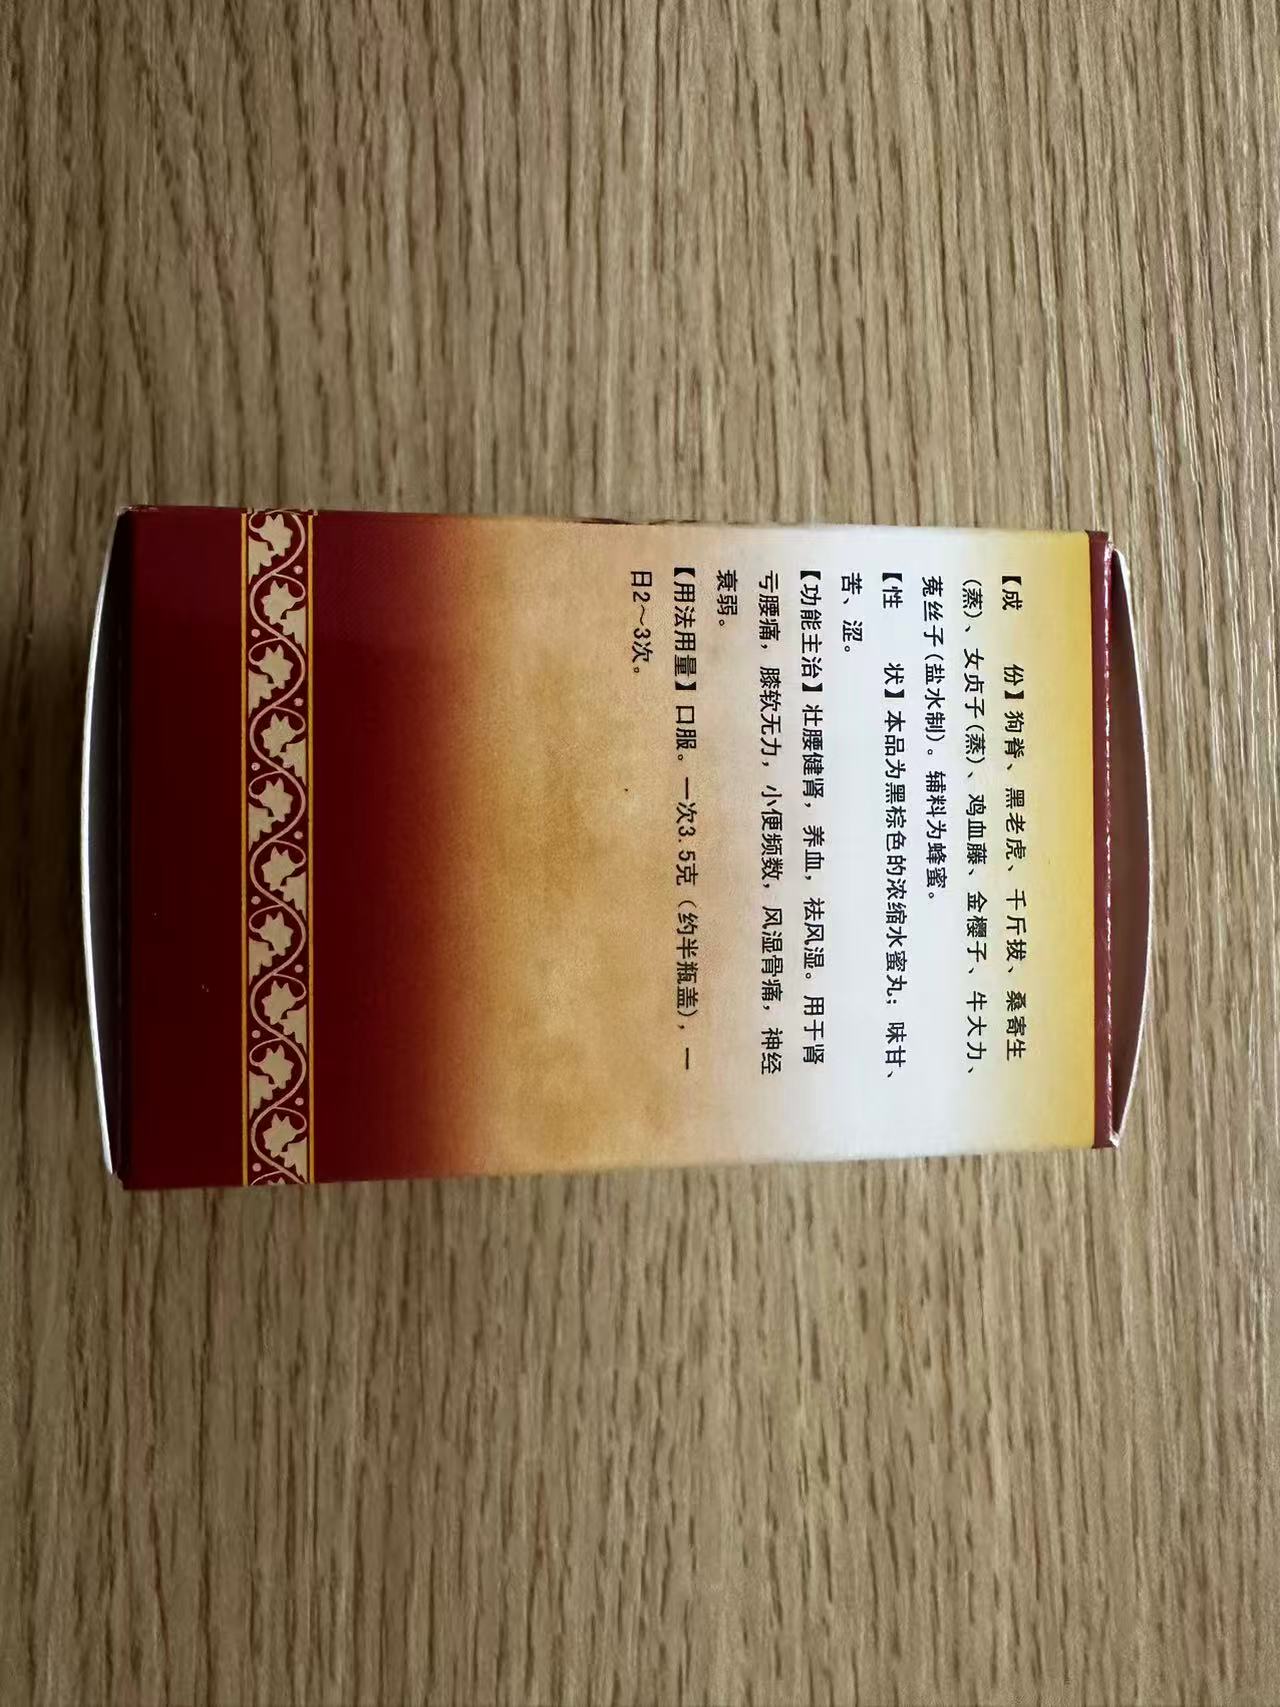 【成　　份】狗脊、黑老虎、千斤拔、桑寄生
(蒸)、女贞子(蒸)、鸡血藤、金樱子、牛大力、
菟丝子(盐水制)。辅料为蜂蜜。
【性　　状】本品为黑棕色的浓缩水蜜丸；味甘、
苦、涩。
【功能主治】壮腰健肾，养血，祛风湿。用于肾
亏腰痛，膝软无力，小便频数，风湿骨痛，神经
衰弱。
【用法用量】口服。一次3.5克（约半瓶盖），一
日2～3次。